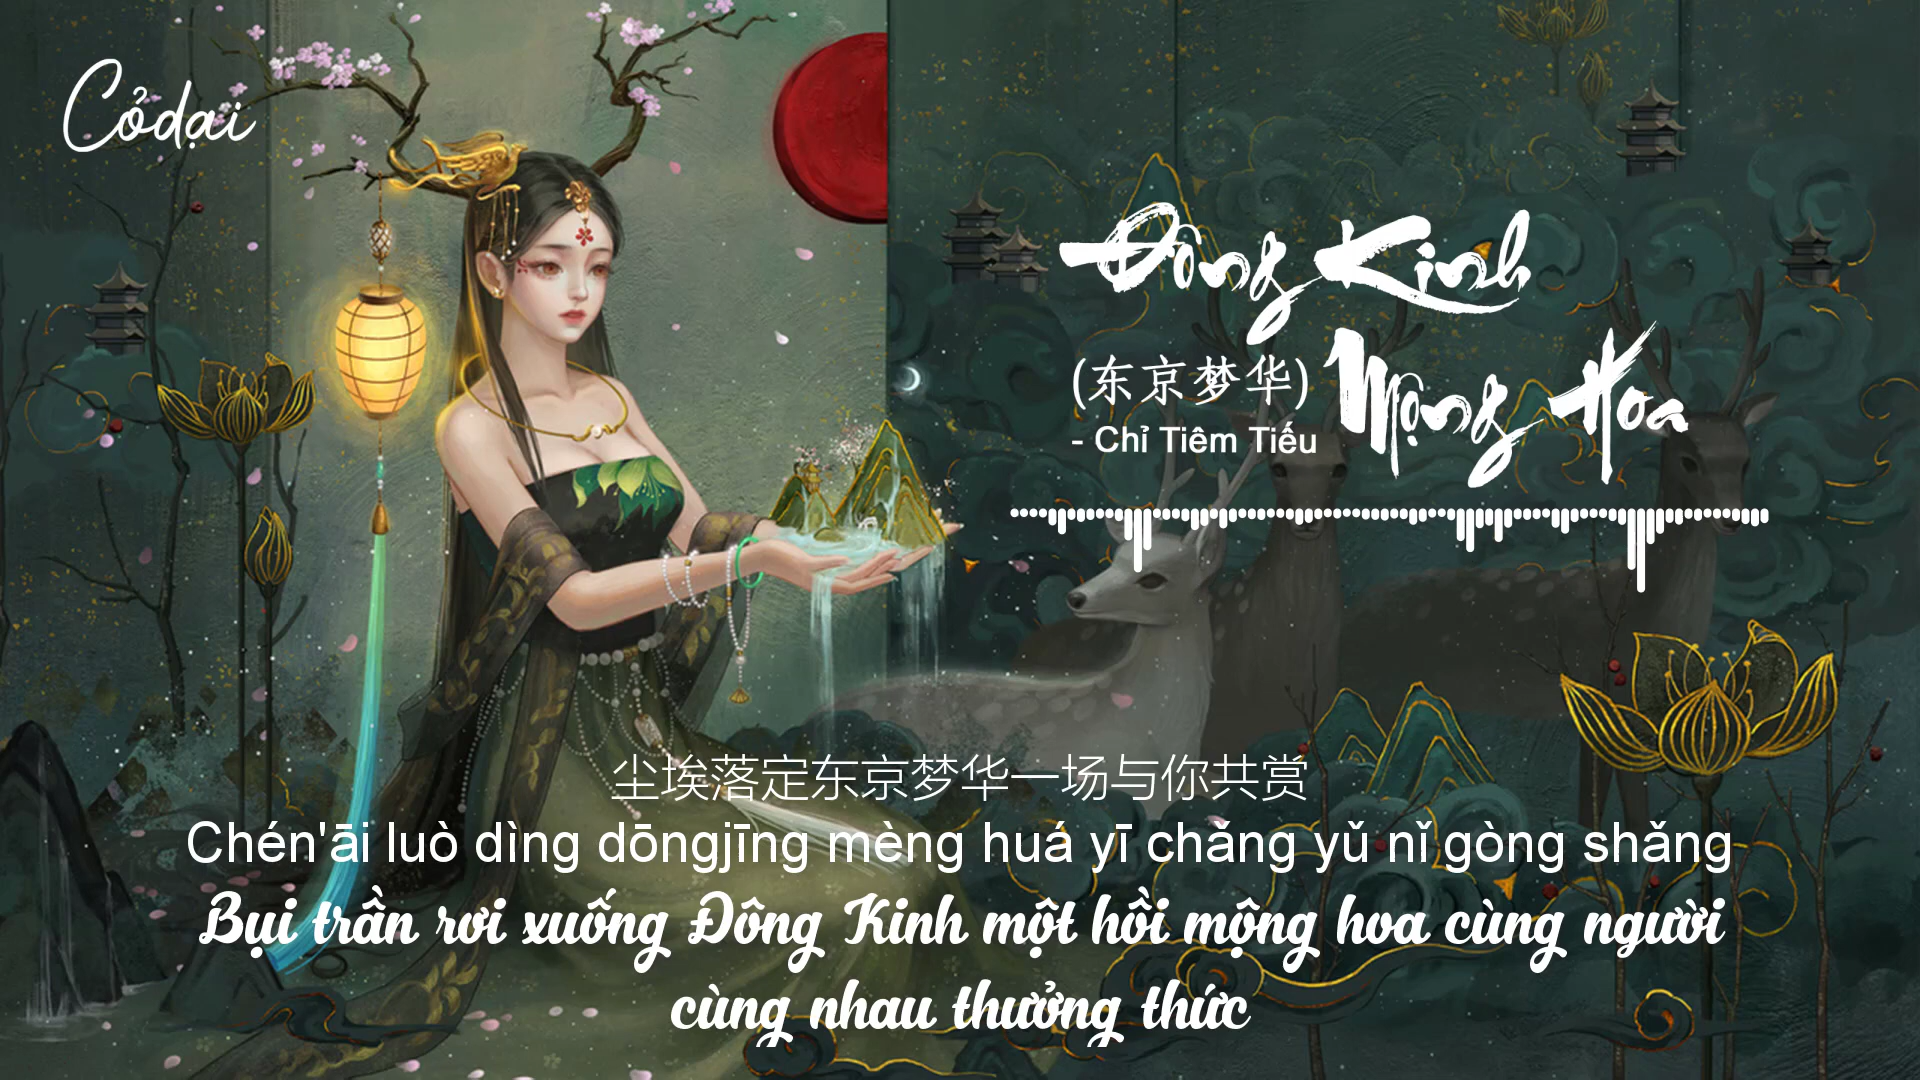 Cỏdại
Đông Kinh
(东京梦华) Mộng Hoa
- Chỉ Tiêm Tiếu
尘埃落定东京梦华一场与你共赏
Chén'āi luò dìng dōngjīng mèng huá yī chǎng yǔ nǐ gòng shǎng
Bụi trần rơi xuống Đông Kinh một hồi mộng hoa cùng người
cùng nhau thưởng thức